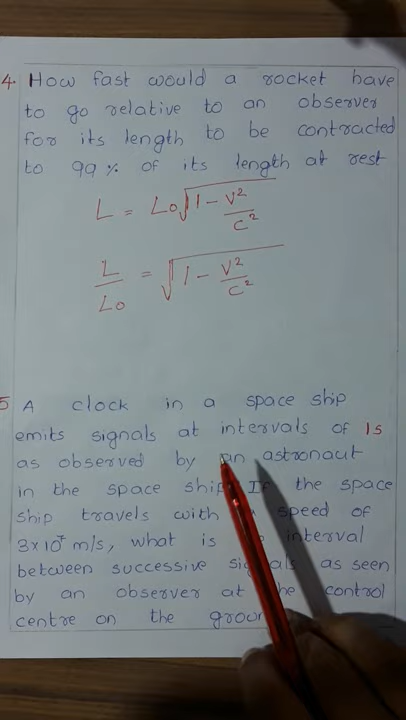 4. How fast would a rocket have
to go relative to an observer
for its length to be contracted
to 99 % of its length at rest
L = L₀√1 - V²/C²
L/L₀ = √1 - V²/C²
5 A clock in a space ship
emits signals at intervals of 1s
as observed by an astronaut
in the space ship. If the space
ship travels with speed of
3×10⁷ m/s, what is interval
between successive signals as seen
by an observer at the control
centre on the groun